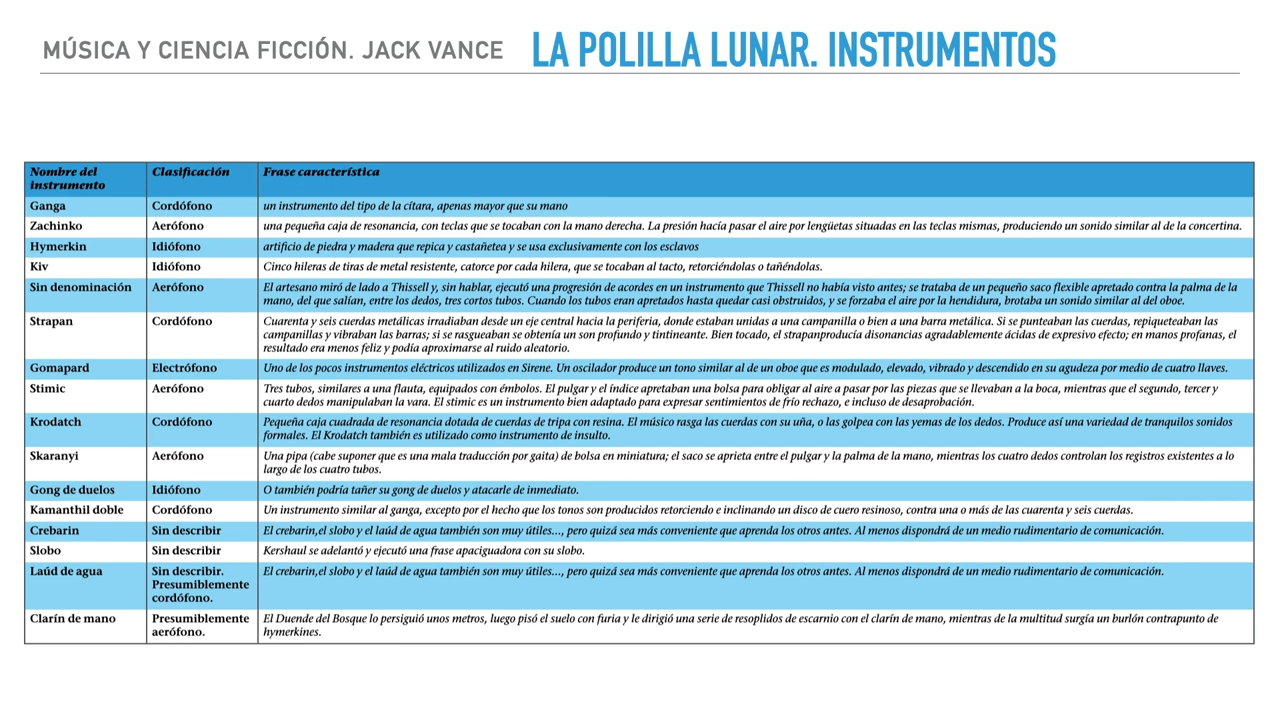 MÚSICA Y CIENCIA FICCIÓN. JACK VANCE LA POLILLA LUNAR. INSTRUMENTOS
Nombre del instrumento Clasificación Frase característica
Ganga Cordófono un instrumento del tipo de la cítara, apenas mayor que su mano
Zachinko Aerófono una pequeña caja de resonancia, con teclas que se tocaban con la mano derecha. La presión hacía pasar el aire por lengüetas situadas en las teclas mismas, produciendo un sonido similar al de la concertina.
Hymerkin Idiófono artificio de piedra y madera que repica y castañetea y se usa exclusivamente con los esclavos
Kiv Idiófono Cinco hileras de tiras de metal resistente, catorce por cada hilera, que se tocaban al tacto, retorciéndolas o tañéndolas.
Sin denominación Aerófono El artesano miró de lado a Thissell y, sin hablar, ejecutó una progresión de acordes en un instrumento que Thissell no había visto antes; se trataba de un pequeño saco flexible apretado contra la palma de la
mano, del que salían, entre los dedos, tres cortos tubos. Cuando los tubos eran apretados hasta quedar casi obstruidos, y se forzaba el aire por la hendidura, brotaba un sonido similar al del oboe.
Strapan Cordófono Cuarenta y seis cuerdas metálicas irradiaban desde un eje central hacia la periferia, donde estaban unidas a una campanilla o bien a una barra metálica. Si se punteaban las cuerdas, repiqueteaban las
campanillas y vibraban las barras; si se rasgueaban se obtenía un son profundo y tintineante. Bien tocado, el strapanproducía disonancias agradablemente ácidas de expresivo efecto; en manos profanas, el
resultado era menos feliz y podía aproximarse al ruido aleatorio.
Gomapard Electrófono Uno de los pocos instrumentos eléctricos utilizados en Sirene. Un oscilador produce un tono similar al de un oboe que es modulado, elevado, vibrado y descendido en su agudeza por medio de cuatro llaves.
Stimic Aerófono Tres tubos, similares a una flauta, equipados con émbolos. El pulgar y el índice apretaban una bolsa para obligar al aire a pasar por las piezas que se llevaban a la boca, mientras que el segundo, tercer y
cuarto dedos manipulaban la vara. El stimic es un instrumento bien adaptado para expresar sentimientos de frío rechazo, e incluso de desaprobación.
Krodatch Cordófono Pequeña caja cuadrada de resonancia dotada de cuerdas de tripa con resina. El músico rasga las cuerdas con su uña, o las golpea con las yemas de los dedos. Produce así una variedad de tranquilos sonidos
formales. El Krodatch también es utilizado como instrumento de insulto.
Skaranyi Aerófono Una pipa (cabe suponer que es una mala traducción por gaita) de bolsa en miniatura; el saco se aprieta entre el pulgar y la palma de la mano, mientras los cuatro dedos controlan los registros existentes a lo
largo de los cuatro tubos.
Gong de duelos Idiófono O también podría tañer su gong de duelos y atacarle de inmediato.
Kamanthil doble Cordófono Un instrumento similar al ganga, excepto por el hecho que los tonos son producidos retorciendo e inclinando un disco de cuero resinoso, contra una o más de las cuarenta y seis cuerdas.
Crebarin Sin describir El crebarin,el slobo y el laúd de agua también son muy útiles..., pero quizá sea más conveniente que aprenda los otros antes. Al menos dispondrá de un medio rudimentario de comunicación.
Slobo Sin describir Kershaul se adelantó y ejecutó una frase apaciguadora con su slobo.
Laúd de agua Sin describir. El crebarin,el slobo y el laúd de agua también son muy útiles..., pero quizá sea más conveniente que aprenda los otros antes. Al menos dispondrá de un medio rudimentario de comunicación.
Presumiblemente
cordófono.
Clarín de mano Presumiblemente El Duende del Bosque lo persiguió unos metros, luego pisó el suelo con furia y le dirigió una serie de resoplidos de escarnio con el clarín de mano, mientras de la multitud surgía un burlón contrapunto de
aerófono. hymerkines.